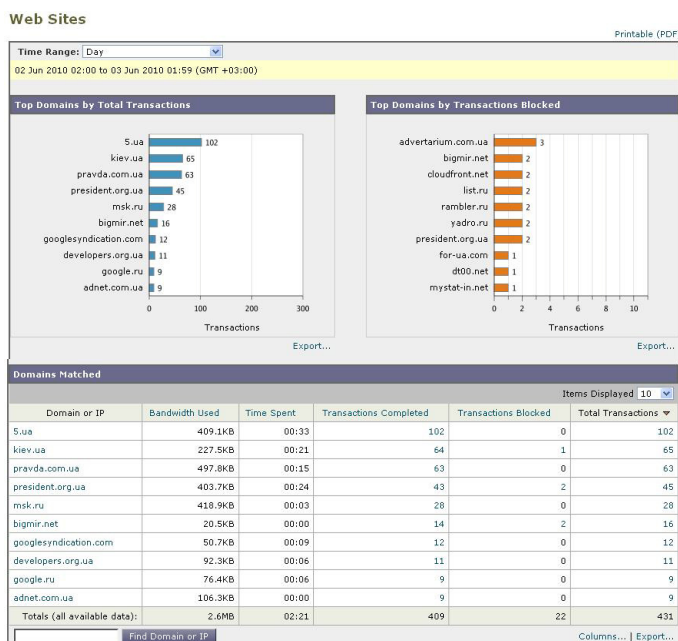 Web Sites
Printable (PDF
Time Range: Day
02 Jun 2010 02:00 to 03 Jun 2010 01:59 (GMT +03:00)
Top Domains by Total Transactions
5.ua 102
kiev.ua 65
pravda.com.ua 63
president.org.ua 45
msk.ru 28
bigmir.net 16
googlesyndication.com 12
developers.org.ua 11
google.ru 9
adnet.com.ua 9
0 100 200 300
Transactions
Export...
Top Domains by Transactions Blocked
advertarium.com.ua 3
bigmir.net 2
cloudfront.net 2
list.ru 2
rambler.ru 2
yadro.ru 2
president.org.ua 2
for-ua.com 1
dt00.net 1
mystat-in.net 1
0 2 4 6 8 10
Transactions
Export...
Domains Matched
Items Displayed 10
Domain or IP Bandwidth Used Time Spent Transactions Completed Transactions Blocked Total Transactions
5.ua 409.1KB 00:33 102 0 102
kiev.ua 227.5KB 00:21 64 1 65
pravda.com.ua 497.8KB 00:15 63 0 63
president.org.ua 403.7KB 00:24 43 2 45
msk.ru 418.9KB 00:03 28 0 28
bigmir.net 20.5KB 00:00 14 2 16
googlesyndication.com 50.7KB 00:09 12 0 12
developers.org.ua 92.3KB 00:06 11 0 11
google.ru 76.4KB 00:06 9 0 9
adnet.com.ua 106.3KB 00:00 9 0 9
Totals (all available data): 2.6MB 02:21 409 22 431
Find Domain or IP
Columns... | Export...